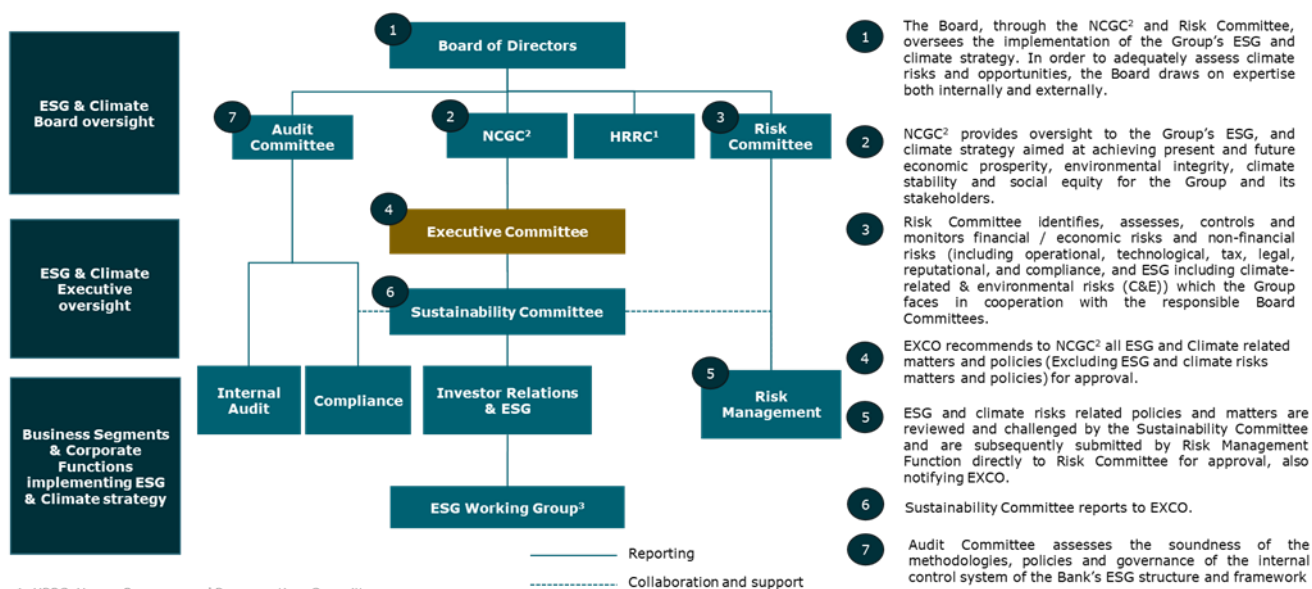 1
Board of Directors
ESG & Climate
Board oversight
7
Audit
Committee
2
NCGC²
HRRC¹
3
Risk
Committee
4
Executive Committee
ESG & Climate
Executive
oversight
6
Sustainability Committee
Internal
Audit
Compliance
Investor Relations
& ESG
5
Risk
Management
Business Segments
& Corporate
Functions
implementing ESG
& Climate strategy
ESG Working Group³
Reporting
Collaboration and support
1
The Board, through the NCGC² and Risk Committee,
oversees the implementation of the Group's ESG and
climate strategy. In order to adequately assess climate
risks and opportunities, the Board draws on expertise
both internally and externally.
2
NCGC² provides oversight to the Group's ESG, and
climate strategy aimed at achieving present and future
economic prosperity, environmental integrity, climate
stability and social equity for the Group and its
stakeholders.
3
Risk Committee identifies, assesses, controls and
monitors financial / economic risks and non-financial
risks (including operational, technological, tax, legal,
reputational, and compliance, and ESG including climate-
related & environmental risks (C&E)) which the Group
faces in cooperation with the responsible Board
Committees.
4
EXCO recommends to NCGC² all ESG and Climate related
matters and policies (Excluding ESG and climate risks
matters and policies) for approval.
5
ESG and climate risks related policies and matters are
reviewed and challenged by the Sustainability Committee
and are subsequently submitted by Risk Management
Function directly to Risk Committee for approval, also
notifying EXCO.
6
Sustainability Committee reports to EXCO.
7
Audit Committee assesses the soundness of the
methodologies, policies and governance of the internal
control system of the Bank's ESG structure and framework